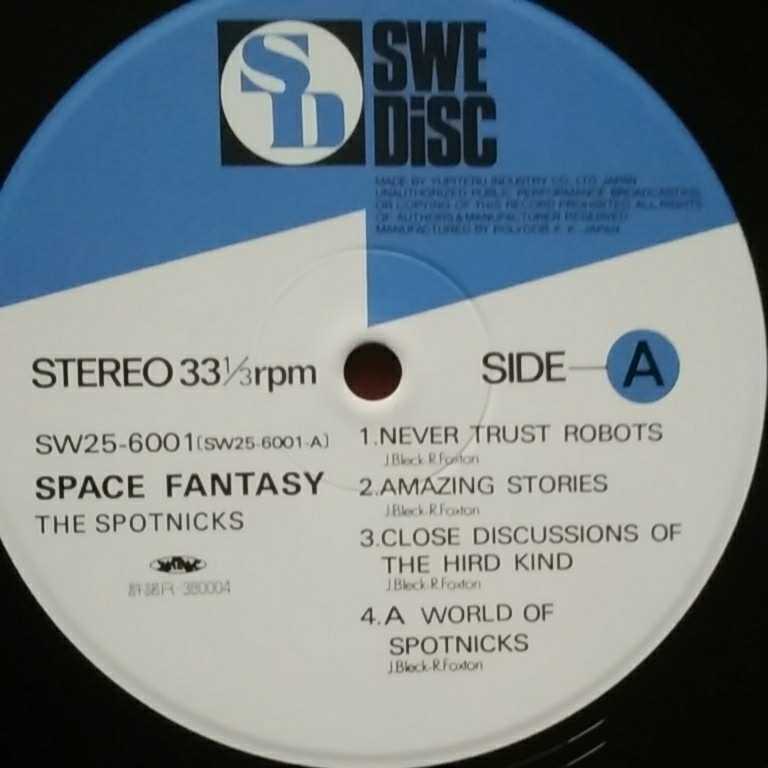 SD
SWE
DiSC
MADE BY YUPITERU INDUSTRY CO., LTD. JAPAN
UNAUTHORIZED PUBLIC PERFORMANCE BROADCASTING
OR COPYING OF THIS RECORD PROHIBITED ALL RIGHTS
OF AUTHORS & MANUFACTURER RESERVED
MANUFACTURED BY POLYDOR K.K. JAPAN
STEREO 33⅓rpm
SIDE A
SW25-6001 (SW25-6001-A)
SPACE FANTASY
THE SPOTNICKS
R-380004
1.NEVER TRUST ROBOTS
J.Bleck-R.Foxton
2.AMAZING STORIES
J.Bleck-R.Foxton
3.CLOSE DISCUSSIONS OF
THE HIRD KIND
J.Bleck-R.Foxton
4.A WORLD OF
SPOTNICKS
J.Bleck-R.Foxton